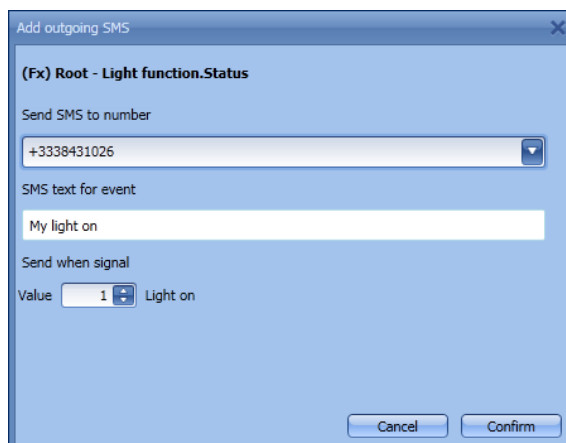 Add outgoing SMS
(Fx) Root - Light function.Status
Send SMS to number
+3338431026
SMS text for event
My light on
Send when signal
Value 1 Light on
Cancel Confirm